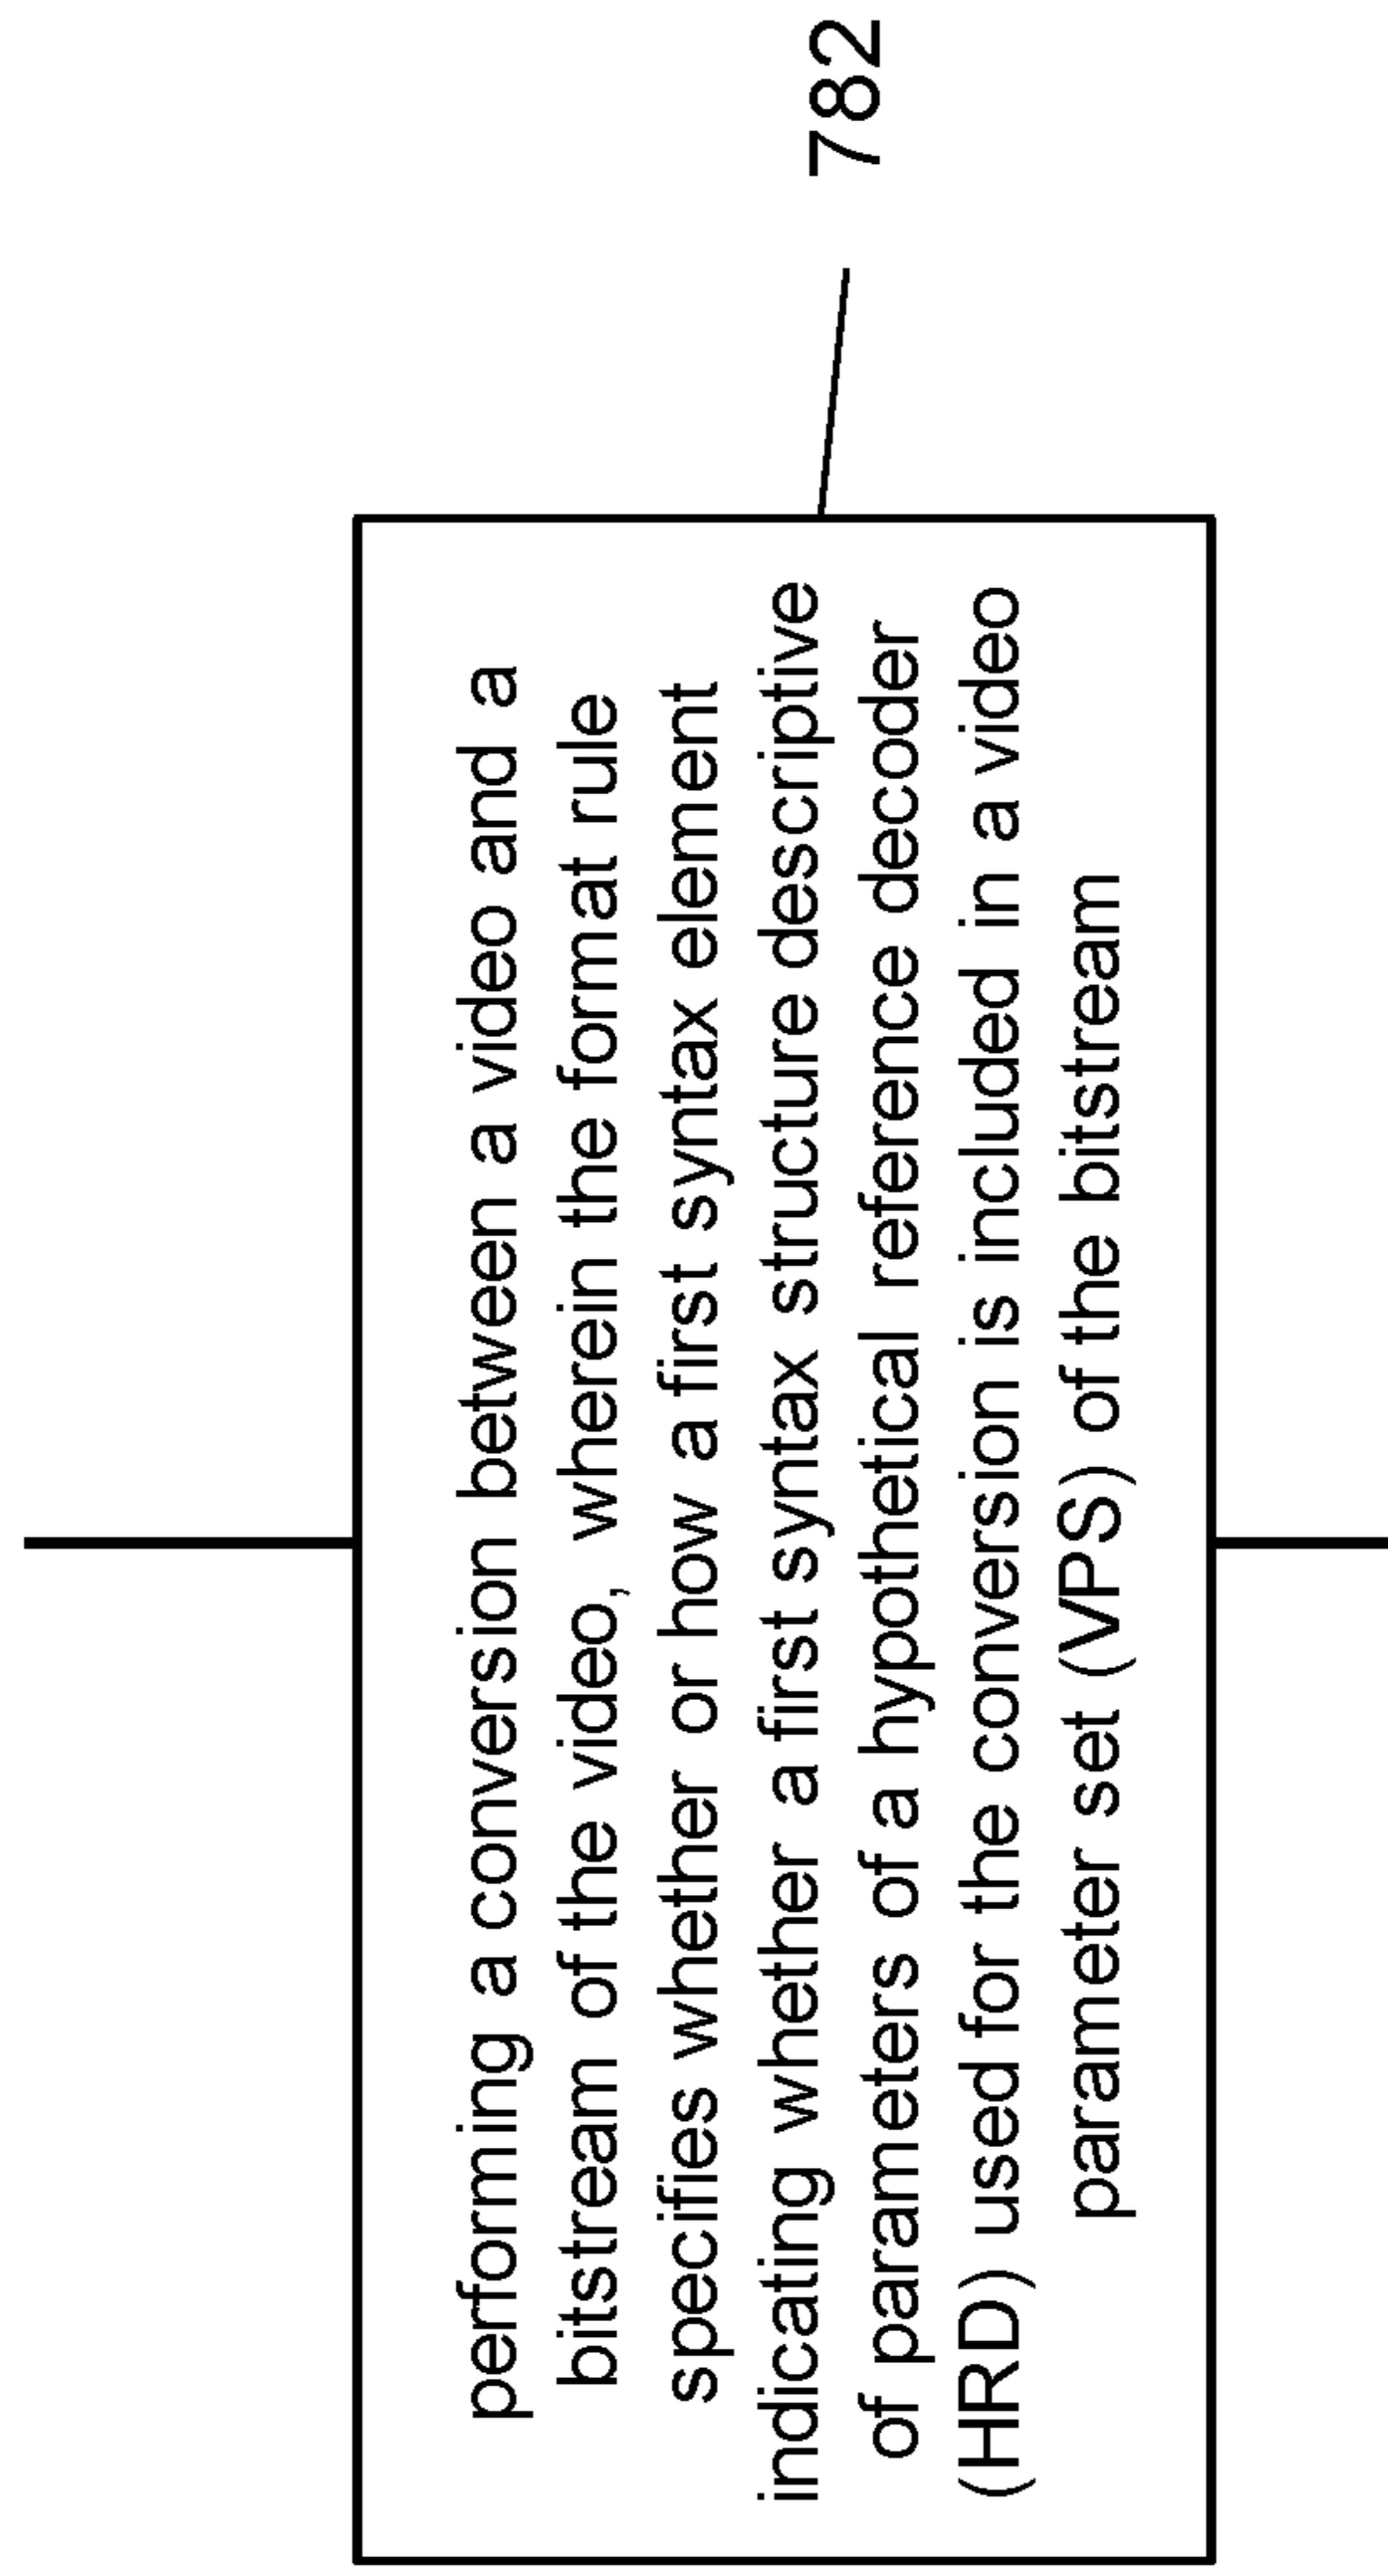 performing a conversion between a video and a
bitstream of the video, wherein the format rule
specifies whether or how a first syntax element
indicating whether a first syntax structure descriptive
of parameters of a hypothetical reference decoder
(HRD) used for the conversion is included in a video
parameter set (VPS) of the bitstream
782